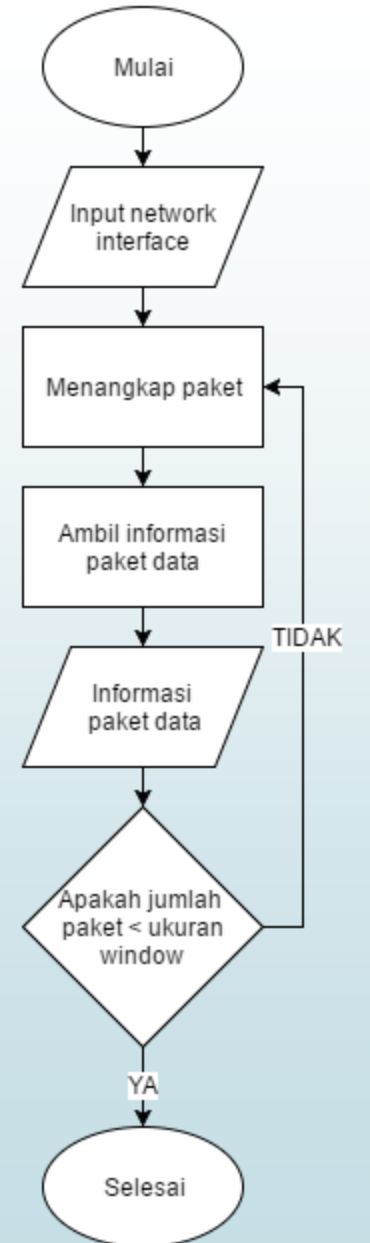 Mulai
Input network
interface
Menangkap paket
Ambil informasi
paket data
TIDAK
Informasi
paket data
Apakah jumlah
paket < ukuran
window
YA
Selesai